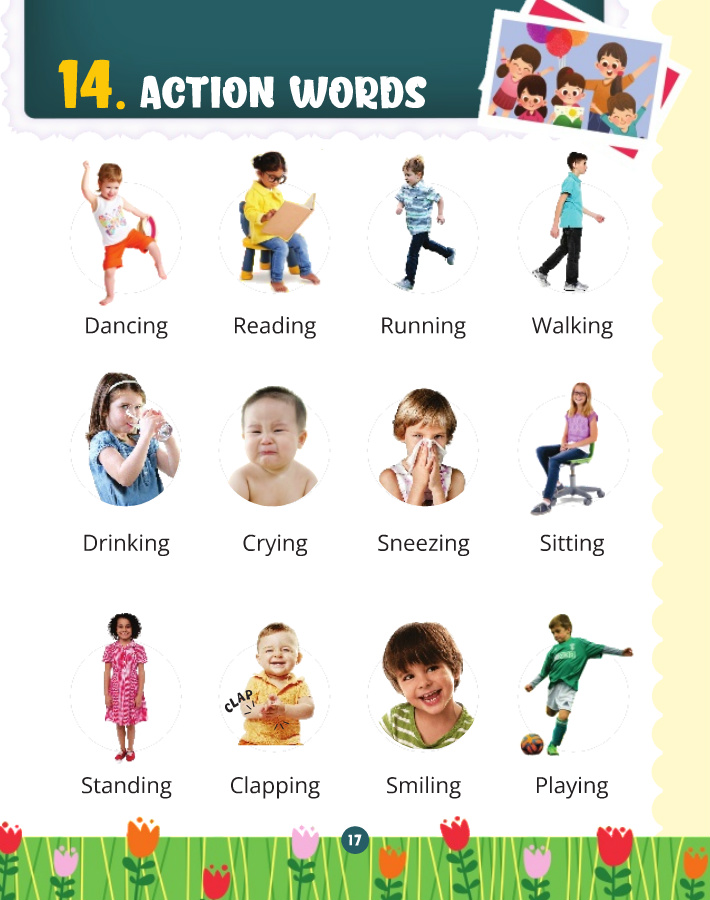 14. ACTION WORDS
Dancing Reading Running Walking
Drinking Crying Sneezing Sitting
CLAP
Standing Clapping Smiling Playing
17